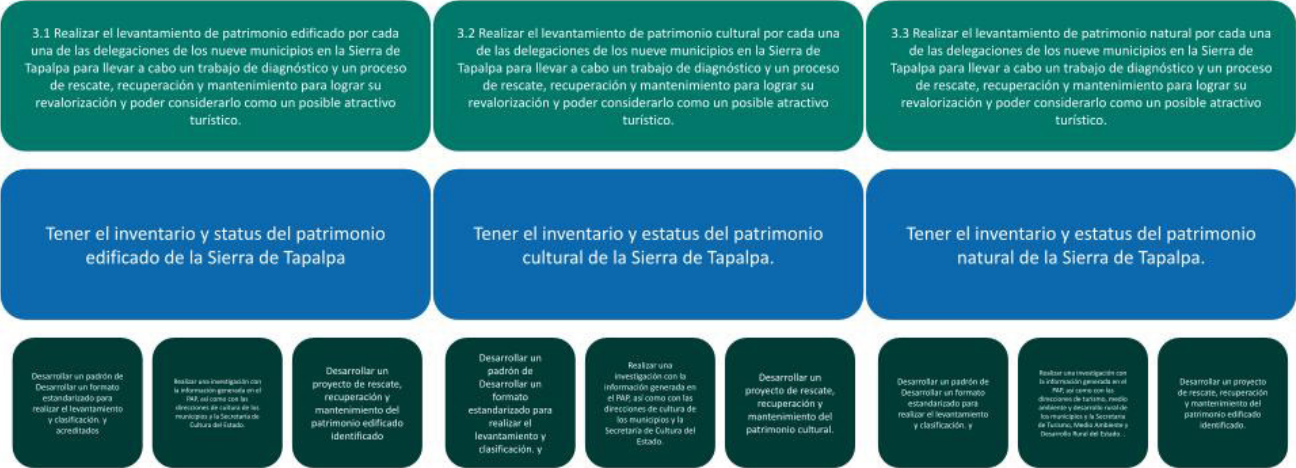 3.1 Realizar el levantamiento de patrimonio edificado por cada
una de las delegaciones de los nueve municipios en la Sierra de
Tapalpa para llevar a cabo un trabajo de diagnóstico y un proceso
de rescate, recuperación y mantenimiento para lograr su
revalorización y poder considerarlo como un posible atractivo
turístico.
3.2 Realizar el levantamiento de patrimonio cultural por cada una
de las delegaciones de los nueve municipios en la Sierra de
Tapalpa para llevar a cabo un trabajo de diagnóstico y un proceso
de rescate, recuperación y mantenimiento para lograr su
revalorización y poder considerarlo como un posible atractivo
turístico.
3.3 Realizar el levantamiento de patrimonio natural por cada una
de las delegaciones de los nueve municipios en la Sierra de
Tapalpa para llevar a cabo un trabajo de diagnóstico y un proceso
de rescate, recuperación y mantenimiento para lograr su
revalorización y poder considerarlo como un posible atractivo
turístico.
Tener el inventario y status del patrimonio
edificado de la Sierra de Tapalpa
Tener el inventario y estatus del patrimonio
cultural de la Sierra de Tapalpa.
Tener el inventario y estatus del patrimonio
natural de la Sierra de Tapalpa.
Desarrollar un padrón de
Desarrollar un formato
estandarizado para
realizar el levantamiento
y clasificación. y
acreditados
Realizar una investigación con
la información generada en el
PAP, así como con las
direcciones de cultura de los
municipios y la Secretaría de
Cultura del Estado.
Desarrollar un
proyecto de rescate,
recuperación y
mantenimiento del
patrimonio edificado
identificado
Desarrollar un
padrón de
Desarrollar un
formato
estandarizado para
realizar el
levantamiento y
clasificación. y
Realizar una
investigación con la
información generada en
el PAP, así como con las
direcciones de cultura de
los municipios y la
Secretaría de Cultura del
Estado.
Desarrollar un
proyecto de rescate,
recuperación y
mantenimiento del
patrimonio cultural.
Desarrollar un padrón de
Desarrollar un formato
estandarizado para
realizar el levantamiento
y clasificación. y
Realizar una investigación con
la información generada en el
PAP, así como con las
direcciones de turismo, medio
ambiente y desarrollo rural de
los municipios y la Secretaría
de Turismo, Medio Ambiente y
Desarrollo Rural del Estado. .
Desarrollar un proyecto
de rescate, recuperación
y mantenimiento del
patrimonio edificado
identificado.